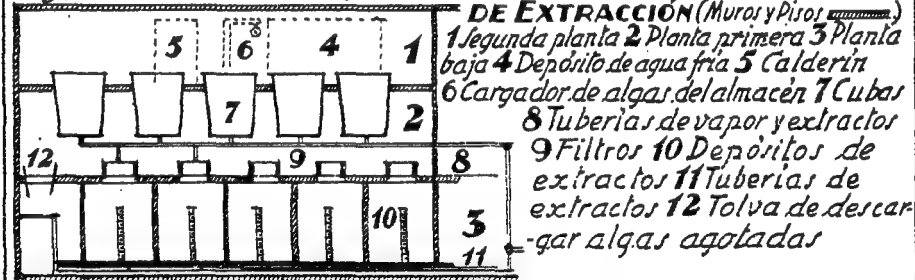 DE EXTRACCIÓN (Muros y Pisos )
1 Segunda planta 2 Planta primera 3 Planta
baja 4 Depósito de agua fría 5 Calderin
6 Cargador de algas del almacén 7 Cubas
8 Tuberias de vapor y extractos
9 Filtros 10 Depósitos de
extractos 11 Tuberias de
extractos 12 Tolva de descar-
-gar algas agotadas
5 6 4 1
7 2
12 9 8
10 3
11